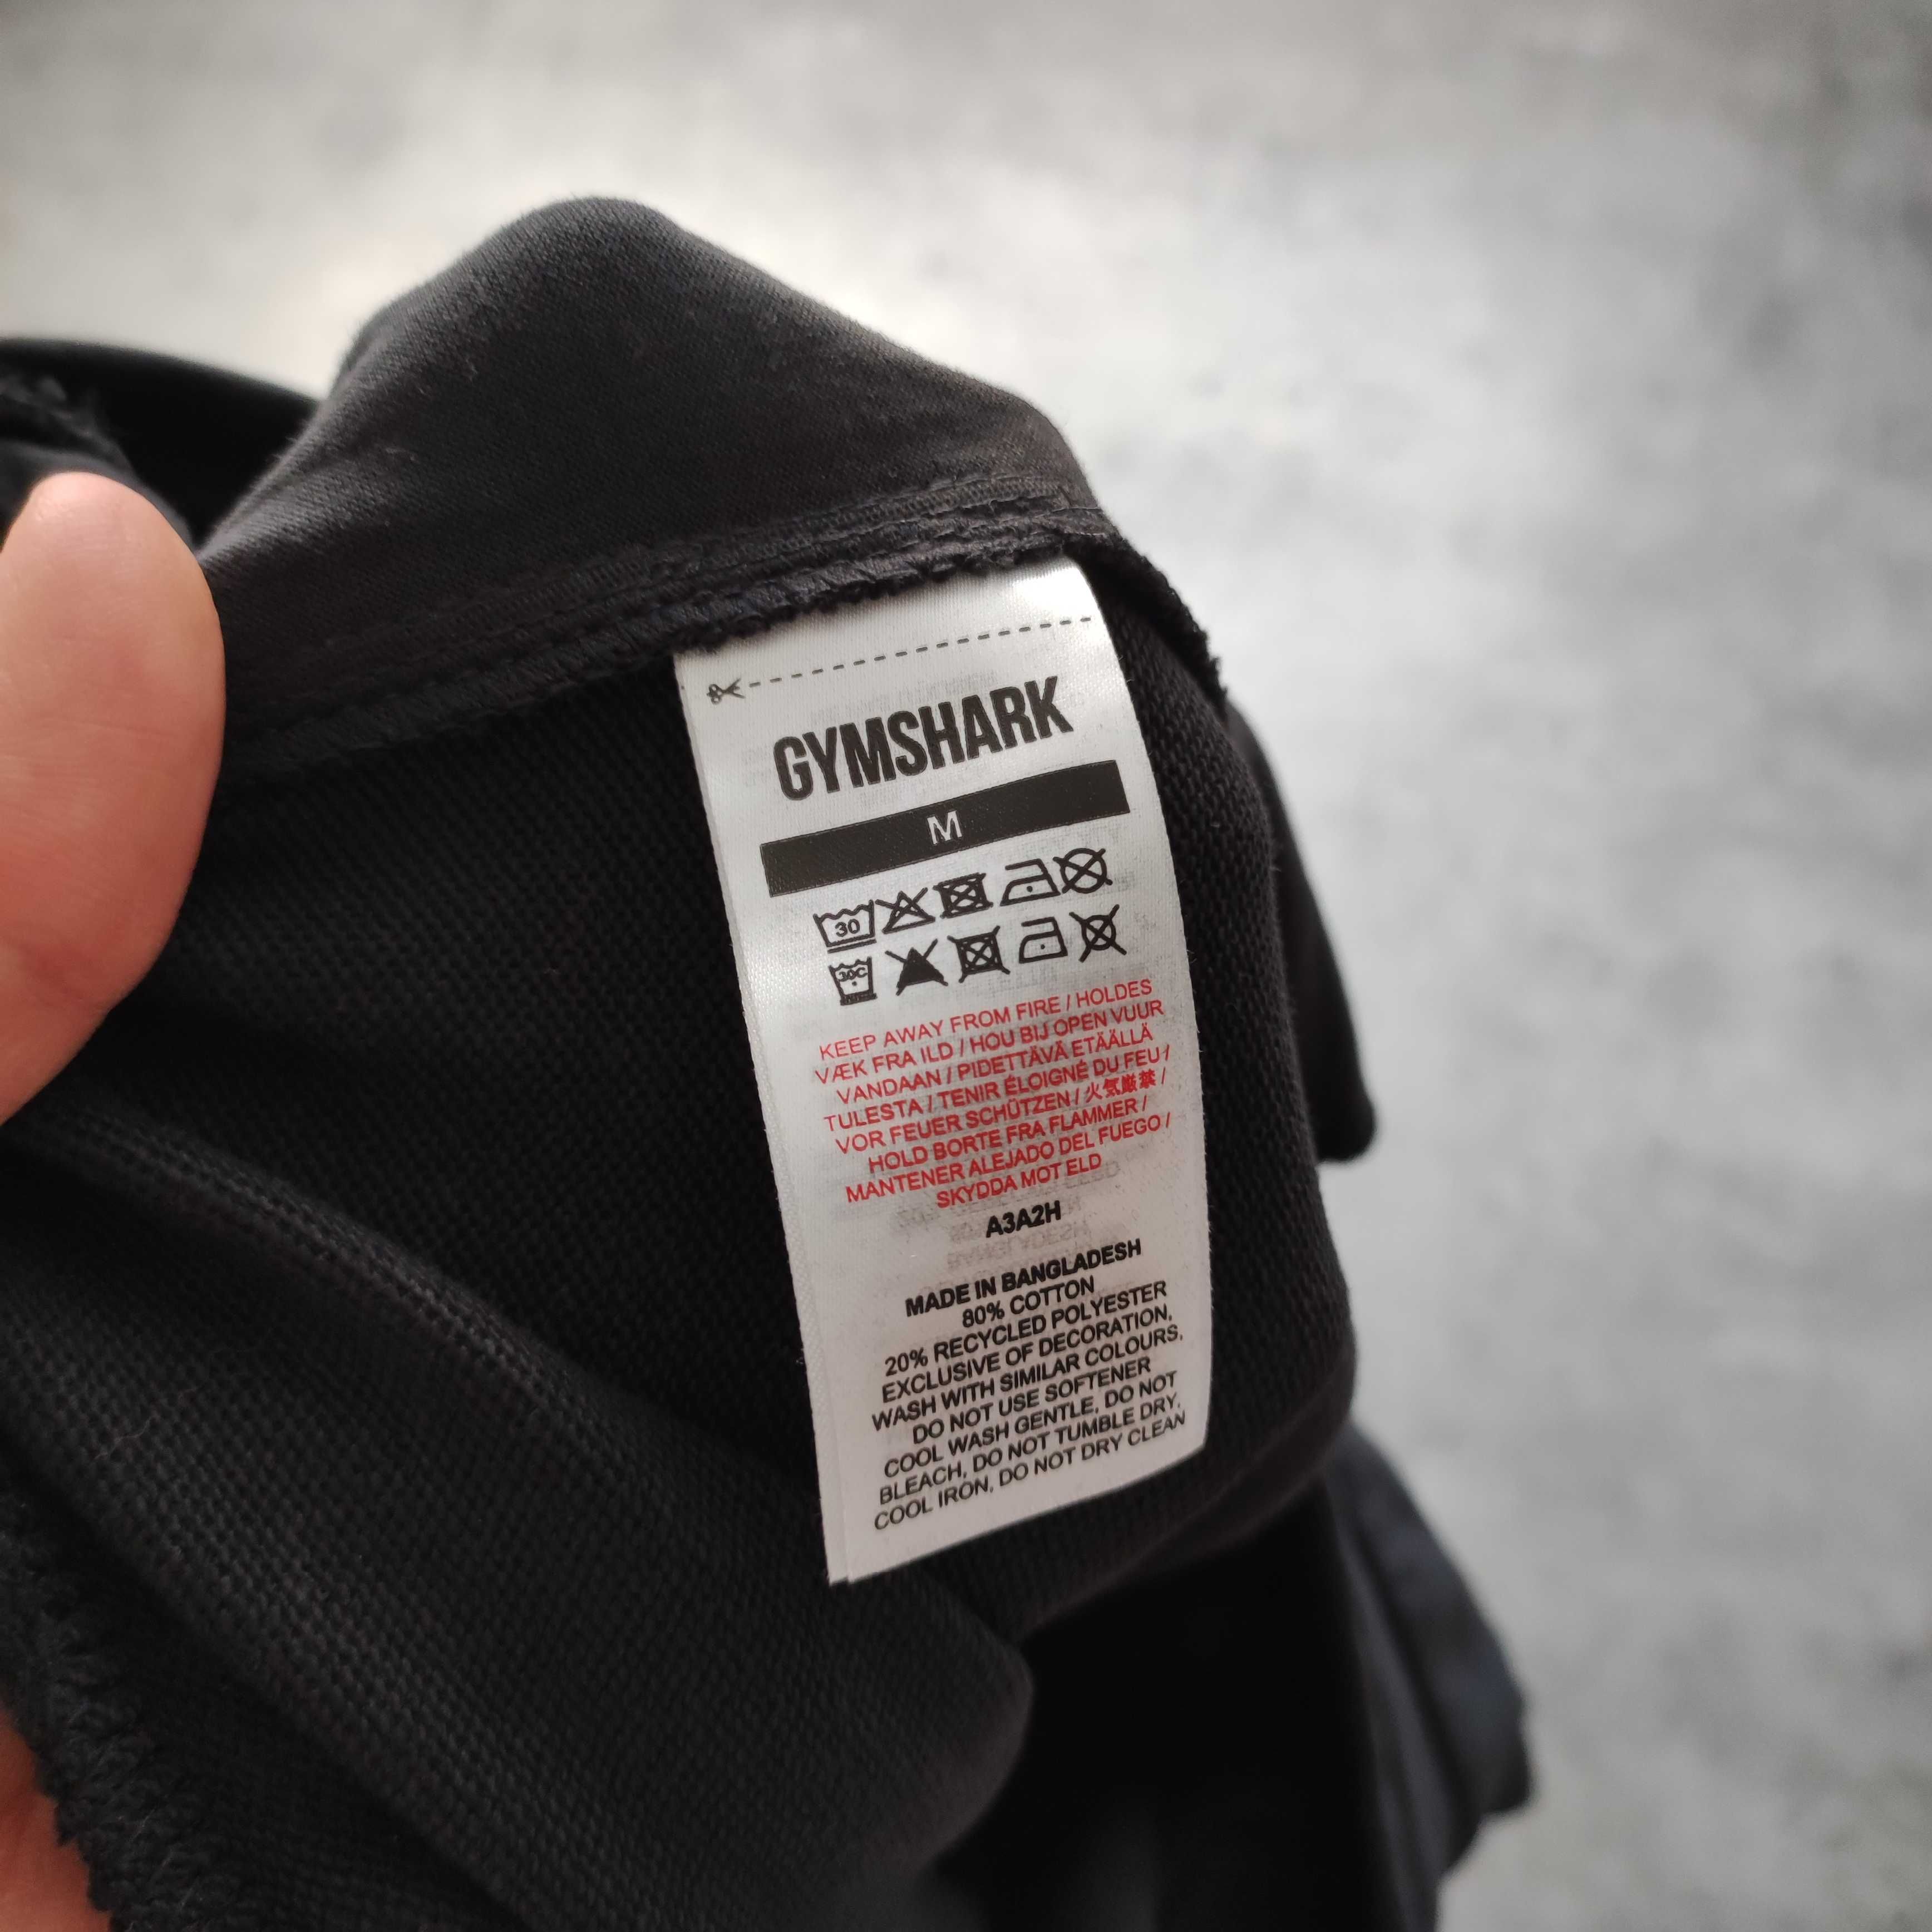 GYMSHARK
M
30
30C
KEEP AWAY FROM FIRE / HOLDES
VÆK FRA ILD / HOU BIJ OPEN VUUR
VANDAAN / PIDETTÄVÄ ETÄÄLLÄ
TULESTA / TENIR ÉLOIGNÉ DU FEU /
VOR FEUER SCHÜTZEN / 火気厳禁 /
HOLD BORTE FRA FLAMMER /
MANTENER ALEJADO DEL FUEGO /
SKYDDA MOT ELD
A3A2H
MADE IN BANGLADESH
80% COTTON
20% RECYCLED POLYESTER
EXCLUSIVE OF DECORATION,
WASH WITH SIMILAR COLOURS,
DO NOT USE SOFTENER
COOL WASH GENTLE, DO NOT
BLEACH, DO NOT TUMBLE DRY,
COOL IRON, DO NOT DRY CLEAN